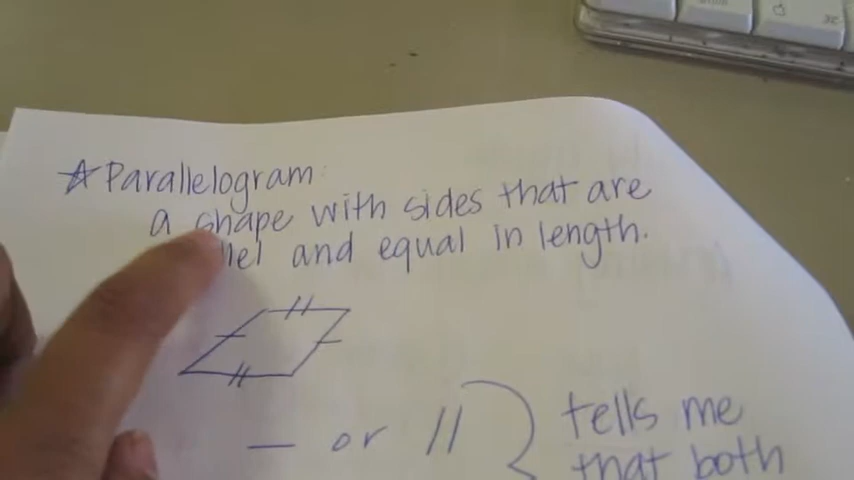 ☆ Parallelogram:
a shape with sides that are
and equal in length.
— or //
tells me
that both